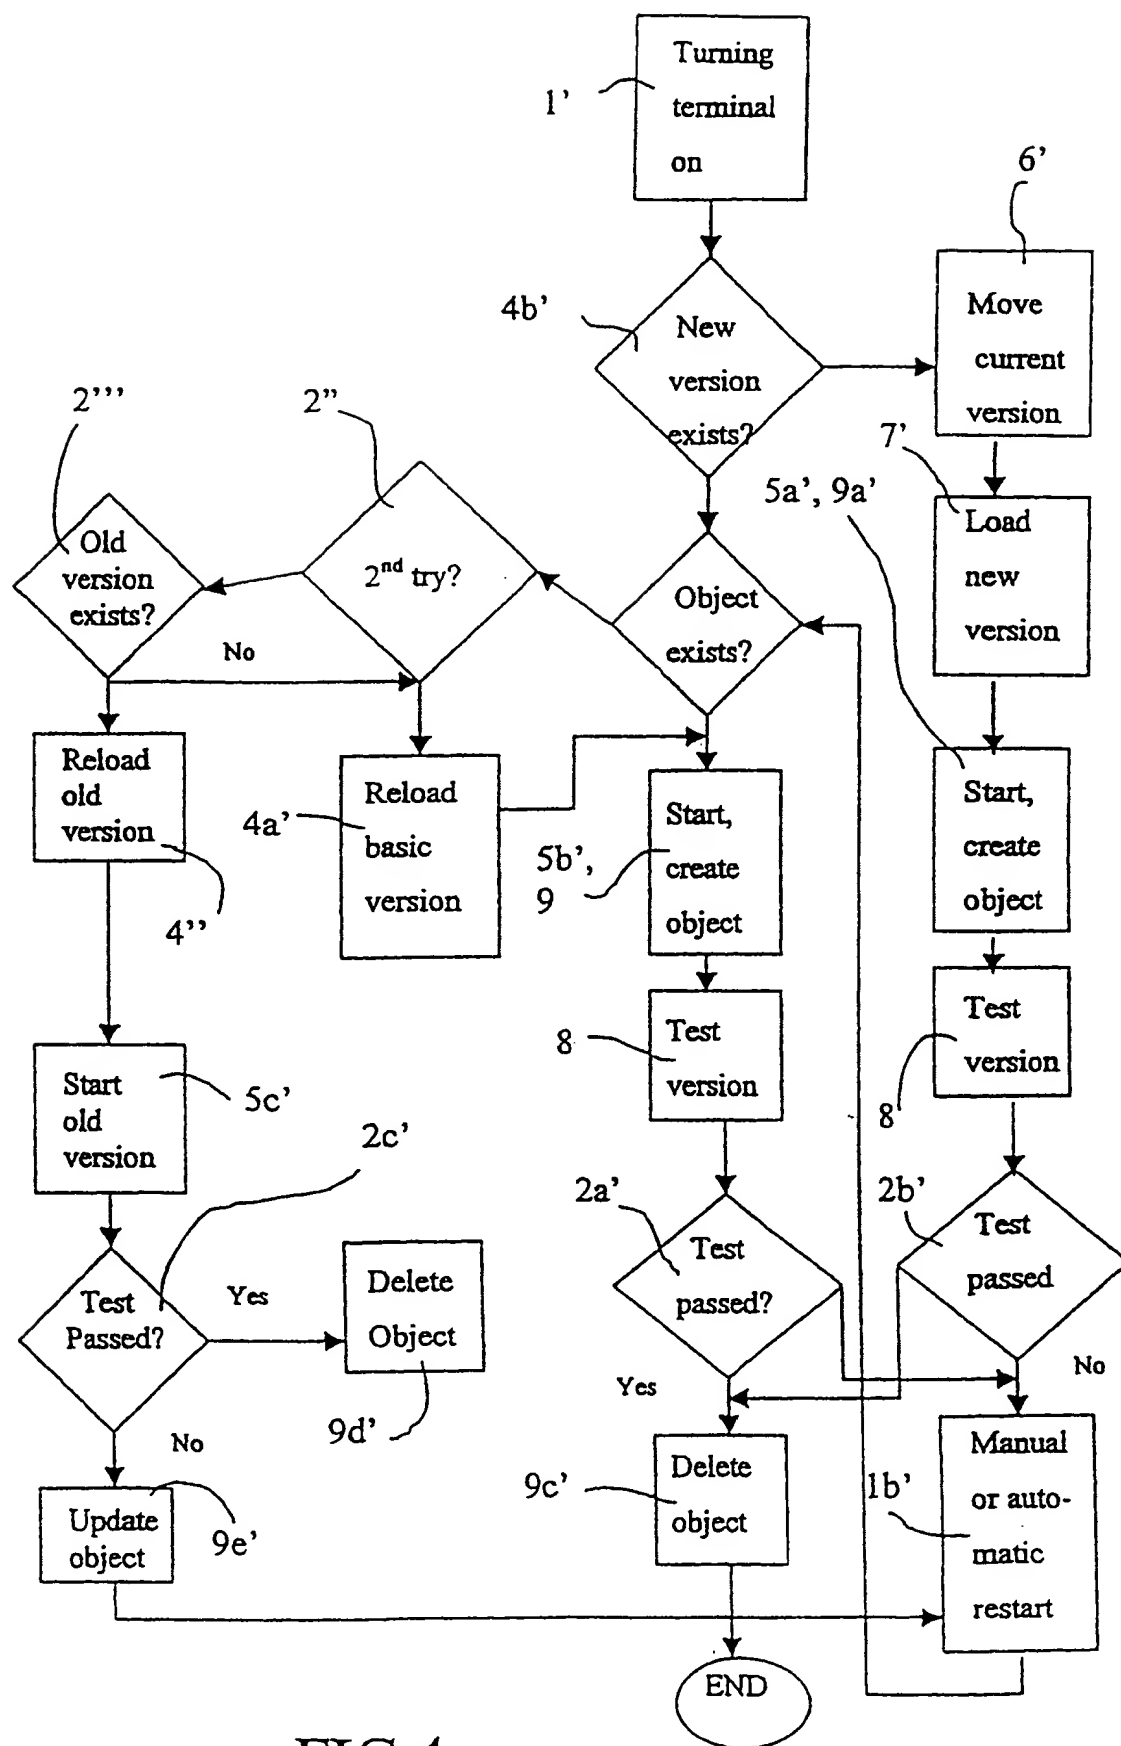 Turning
terminal
on
1’
6’
4b’
New
version
exists?
Move
current
version
2’’’
2’’
7’
5a’, 9a’
Load
new
version
Old
version
exists?
2nd try?
Object
exists?
No
Reload
old
version
4a’
Reload
basic
version
5b’,
9
Start,
create
object
Start,
create
object
4’’
8
Test
version
Test
version
8’
Start
old
version
5c’
2c’
2a’
2b’
Test
passed?
Test
passed
Test
Passed?
Yes
Delete
Object
9d’
Yes
No
No
9c’
Delete
object
1b’
Manual
or auto-
matic
restart
Update
object
9e’
END